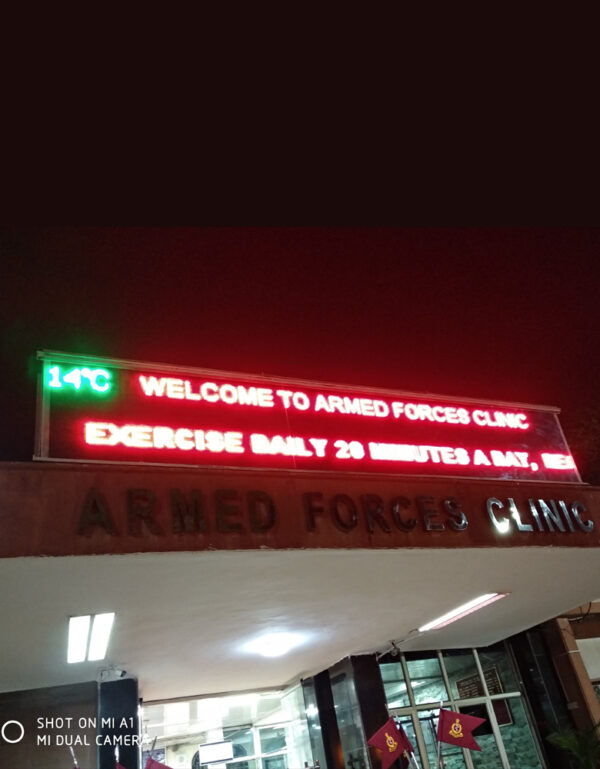 14°C
WELCOME TO ARMED FORCES CLINIC
EXERCISE DAILY 20 MINUTES A DAY,
ARMED FORCES CLINIC
SHOT ON MI A1
MI DUAL CAMERA